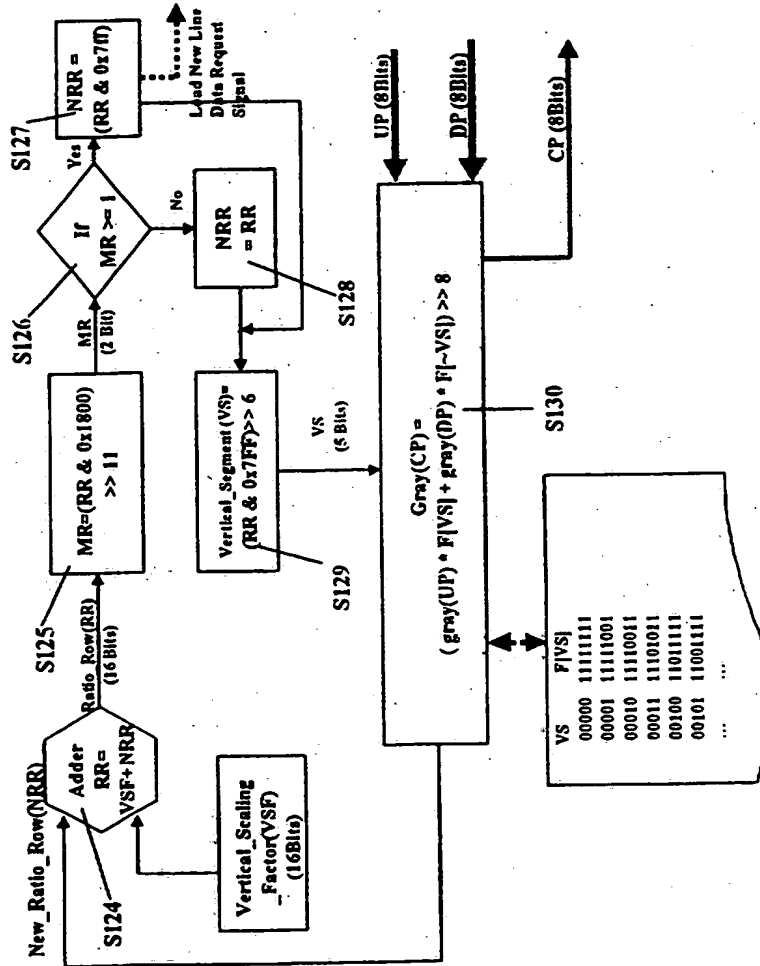 New_Ratio_Row(NRR)
S124
Adder
RR=
VSF+NRR
Vertical_Scaling
_Factor(VSF)
(16Bits)
Ratio_Row(RR)
(16 Bits)
S125
MR=(RR & 0x1800)
>> 11
MR
(2 Bit)
S126
If
MR >= 1
Yes
No
S127
NRR =
(RR & 0x7ff)
Load New Line
Data Request
Signal
NRR
= RR
S128
Vertical_Segment(VS)=
(RR & 0x7FF)>> 6
S129
VS
(5 Bits)
UP (8Bits)
DP (8Bits)
CP (8Bits)
Gray(CP)=
( gray(UP) * F[VS] + gray(DP) * F[~VS]) >> 8
S130
VS F[VS]
00000 11111111
00001 11111001
00010 11110011
00011 11101011
00100 11011111
00101 11001111
... ...